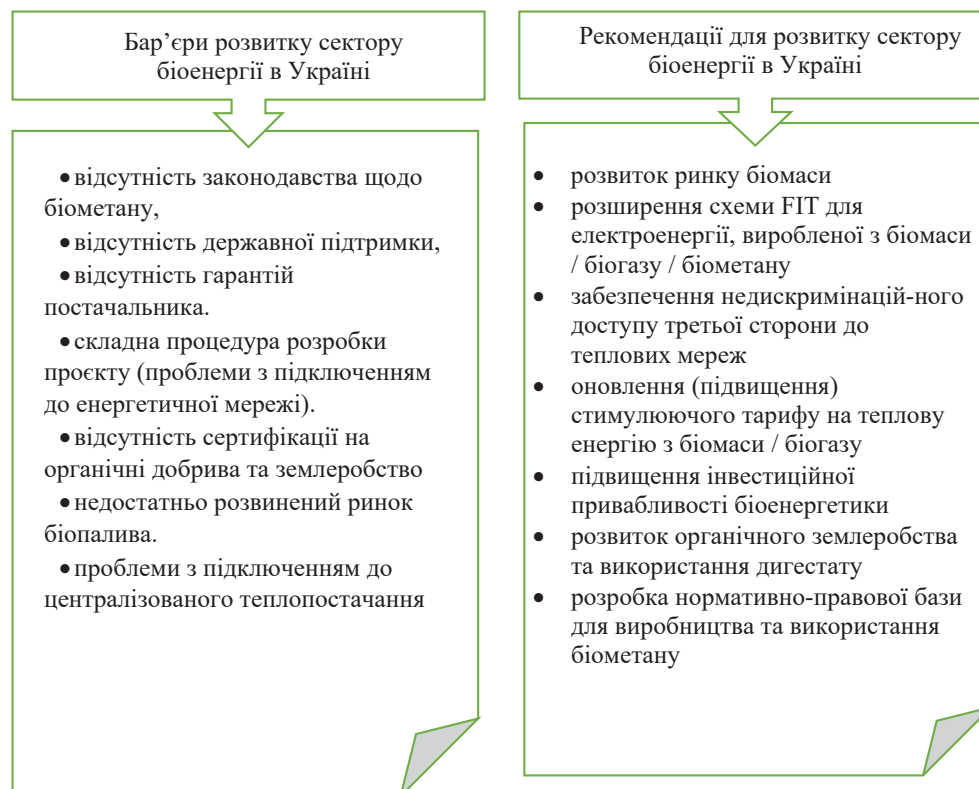 Бар’єри розвитку сектору
біоенергії в Україні
• відсутність законодавства щодо
біометану,
• відсутність державної підтримки,
• відсутність гарантій
постачальника.
• складна процедура розробки
проєкту (проблеми з підключенням
до енергетичної мережі).
• відсутність сертифікації на
органічні добрива та землеробство
• недостатньо розвинений ринок
біопалива.
• проблеми з підключенням до
централізованого теплопостачання
Рекомендації для розвитку сектору
біоенергії в Україні
• розвиток ринку біомаси
• розширення схеми FIT для
електроенергії, виробленої з біомаси
/ біогазу / біометану
• забезпечення недискримінацій-ного
доступу третьої сторони до
теплових мереж
• оновлення (підвищення)
стимулюючого тарифу на теплову
енергію з біомаси / біогазу
• підвищення інвестиційної
привабливості біоенергетики
• розвиток органічного землеробства
та використання дигестату
• розробка нормативно-правової бази
для виробництва та використання
біометану